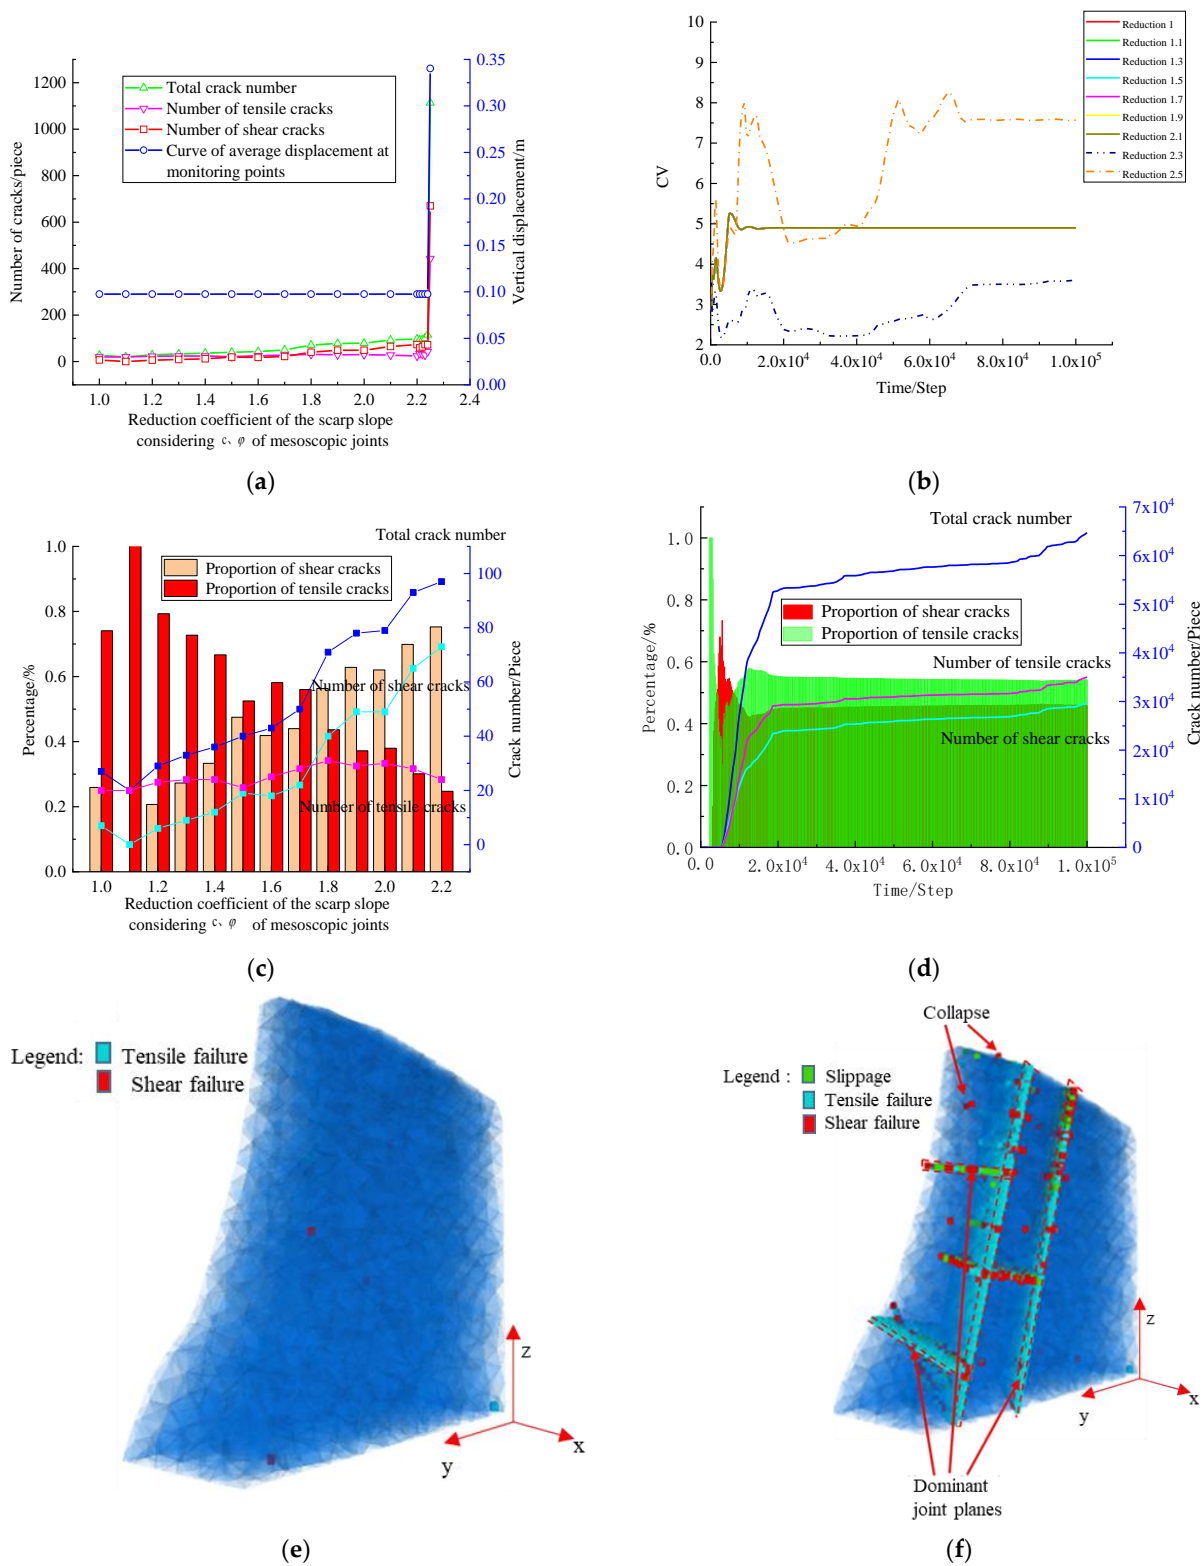 1200
1000
800
600
400
200
0
Number of cracks/piece
Total crack number
Number of tensile cracks
Number of shear cracks
Curve of average displacement at
monitoring points
0.35
0.30
0.25
0.20
0.15
0.10
0.05
0.00
Vertical displacement/m
1.0 1.2 1.4 1.6 1.8 2.0 2.2 2.4
Reduction coefficient of the scarp slope
considering c、φ of mesoscopic joints
(a)
10
9
8
7
6
5
4
3
2
CV
Reduction 1
Reduction 1.1
Reduction 1.3
Reduction 1.5
Reduction 1.7
Reduction 1.9
Reduction 2.1
Reduction 2.3
Reduction 2.5
0.0 2.0x10⁴ 4.0x10⁴ 6.0x10⁴ 8.0x10⁴ 1.0x10⁵
Time/Step
(b)
Total crack number
1.0
0.8
0.6
0.4
0.2
0.0
Percentage/%
Proportion of shear cracks
Proportion of tensile cracks
Number of shear cracks
Number of tensile cracks
100
80
60
40
20
0
Crack number/Piece
1.0 1.2 1.4 1.6 1.8 2.0 2.2
Reduction coefficient of the scarp slope
considering c、φ of mesoscopic joints
(c)
1.0
0.8
0.6
0.4
0.2
0.0
Percentage/%
Total crack number
Proportion of shear cracks
Proportion of tensile cracks
Number of tensile cracks
Number of shear cracks
7x10⁴
6x10⁴
5x10⁴
4x10⁴
3x10⁴
2x10⁴
1x10⁴
0
Crack number/Piece
0.0 2.0x10⁴ 4.0x10⁴ 6.0x10⁴ 8.0x10⁴ 1.0x10⁵
Time/Step
(d)
Legend: Tensile failure
Shear failure
z
y
x
(e)
Collapse
Legend : Slippage
Tensile failure
Shear failure
z
y
x
Dominant
joint planes
(f)